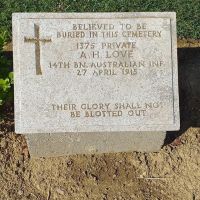 BELIEVED TO BE
BURIED IN THIS CEMETERY
1375 PRIVATE
A. H. LOVE
14TH BN. AUSTRALIAN INF.
27 APRIL 1915
THEIR GLORY SHALL NOT
BE BLOTTED OUT